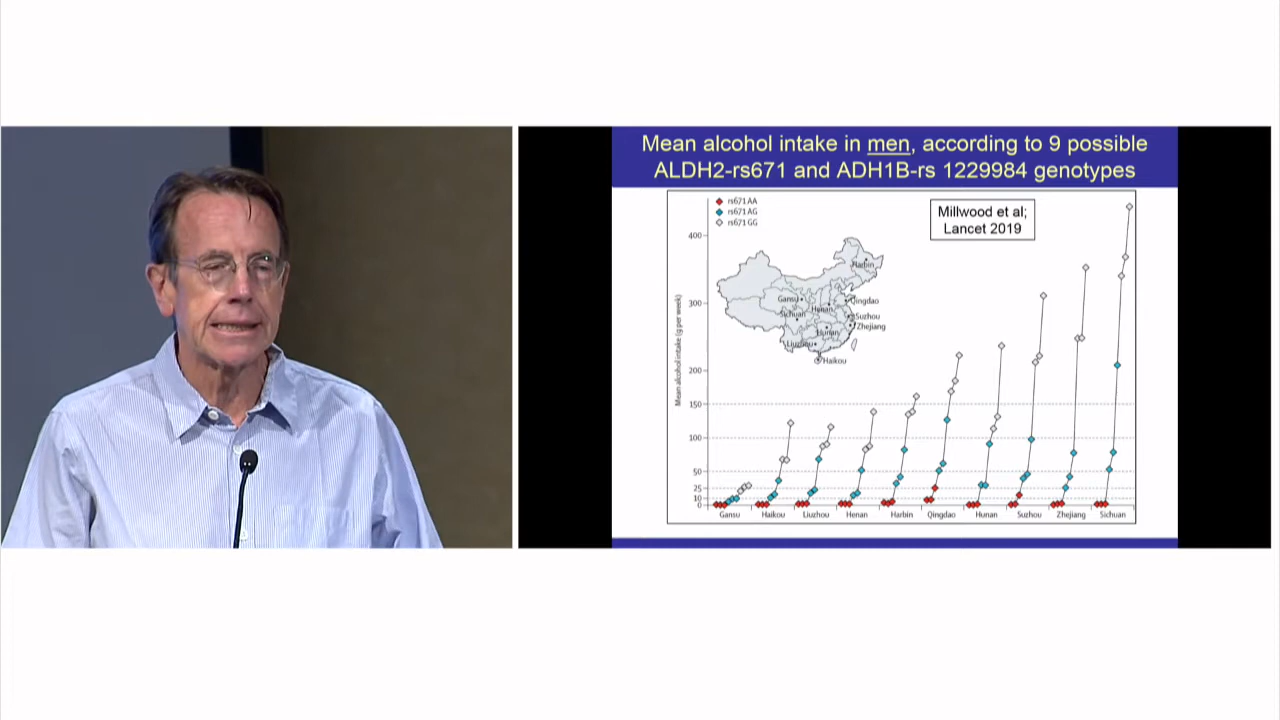 Mean alcohol intake in men, according to 9 possible
ALDH2-rs671 and ADH1B-rs 1229984 genotypes
rs671 AA
rs671 AG
rs671 GG
Millwood et al;
Lancet 2019
Mean alcohol intake (g per week)
400
300
200
150
100
50
25
10
0
Harbin
Gansu
Qingdao
Henan
Sichuan
Suzhou
Zhejiang
Hunan
Liuzhou
Haikou
Gansu
Haikou
Liuzhou
Henan
Harbin
Qingdao
Hunan
Suzhou
Zhejiang
Sichuan